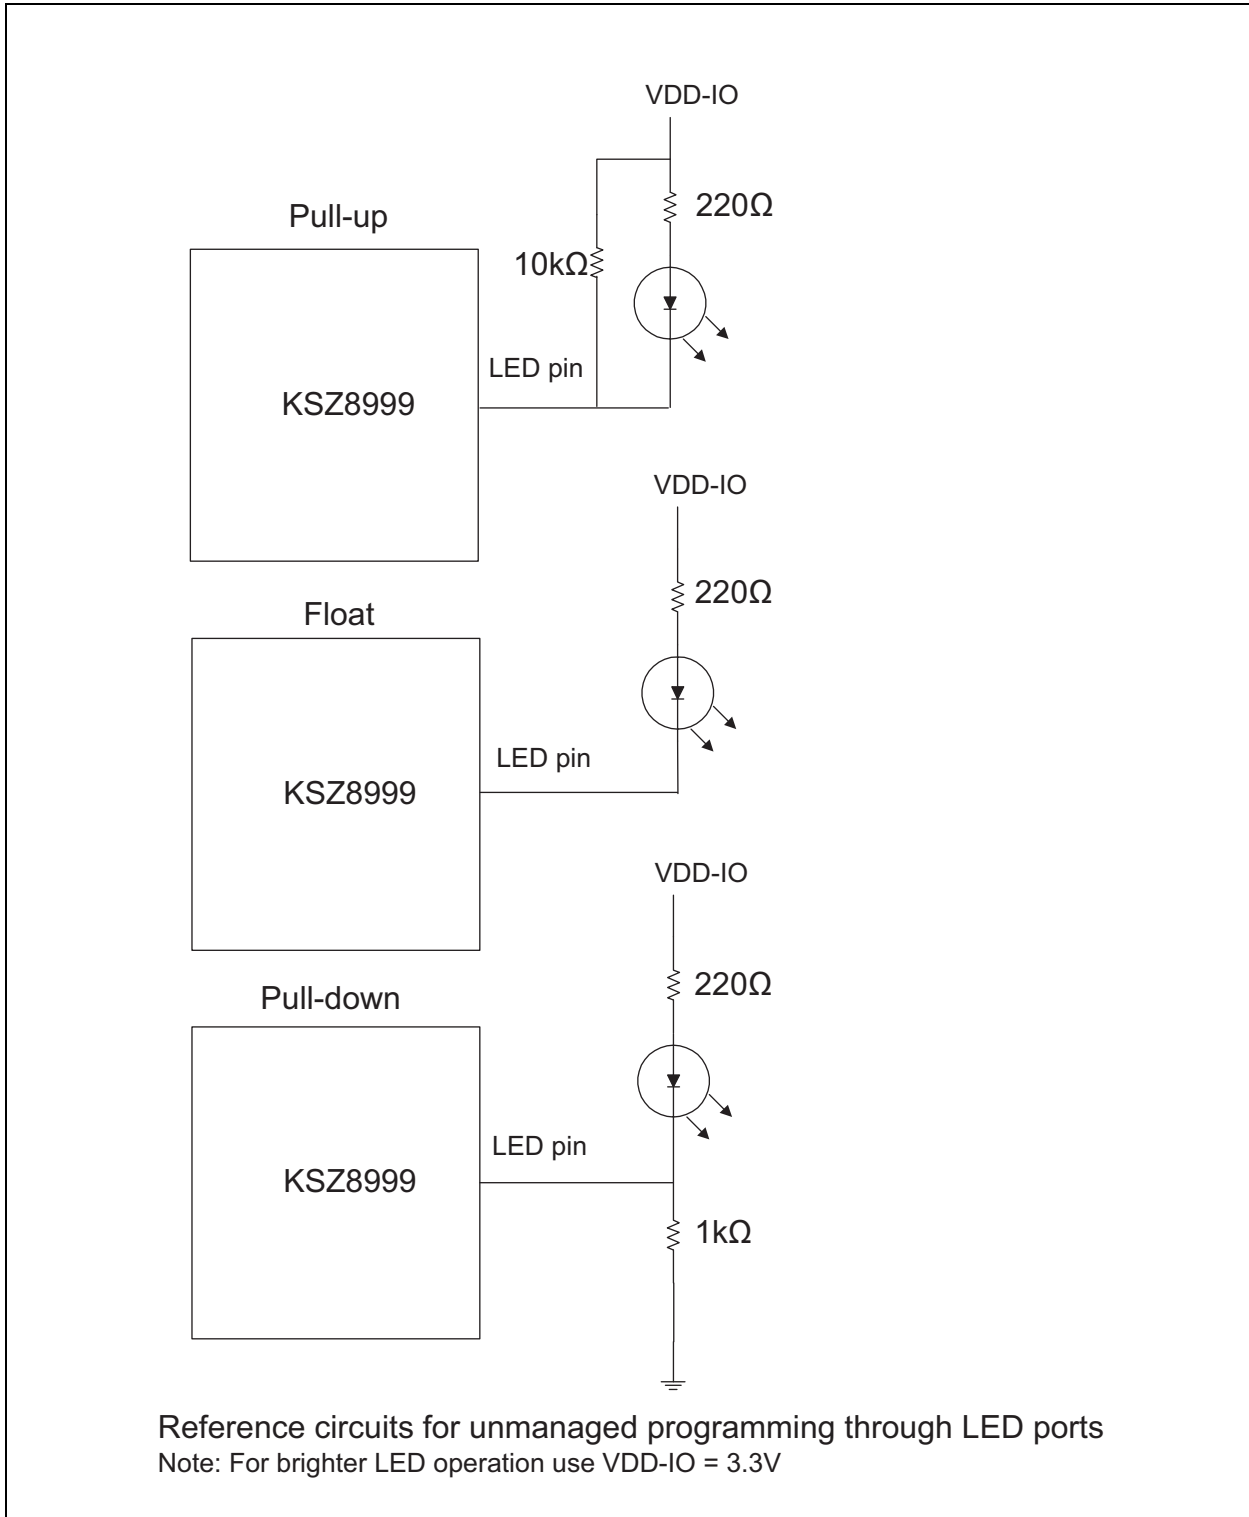 VDD-IO
220Ω
Pull-up
10kΩ
LED pin
KSZ8999
VDD-IO
220Ω
Float
LED pin
KSZ8999
VDD-IO
220Ω
Pull-down
LED pin
KSZ8999
1kΩ
Reference circuits for unmanaged programming through LED ports
Note: For brighter LED operation use VDD-IO = 3.3V